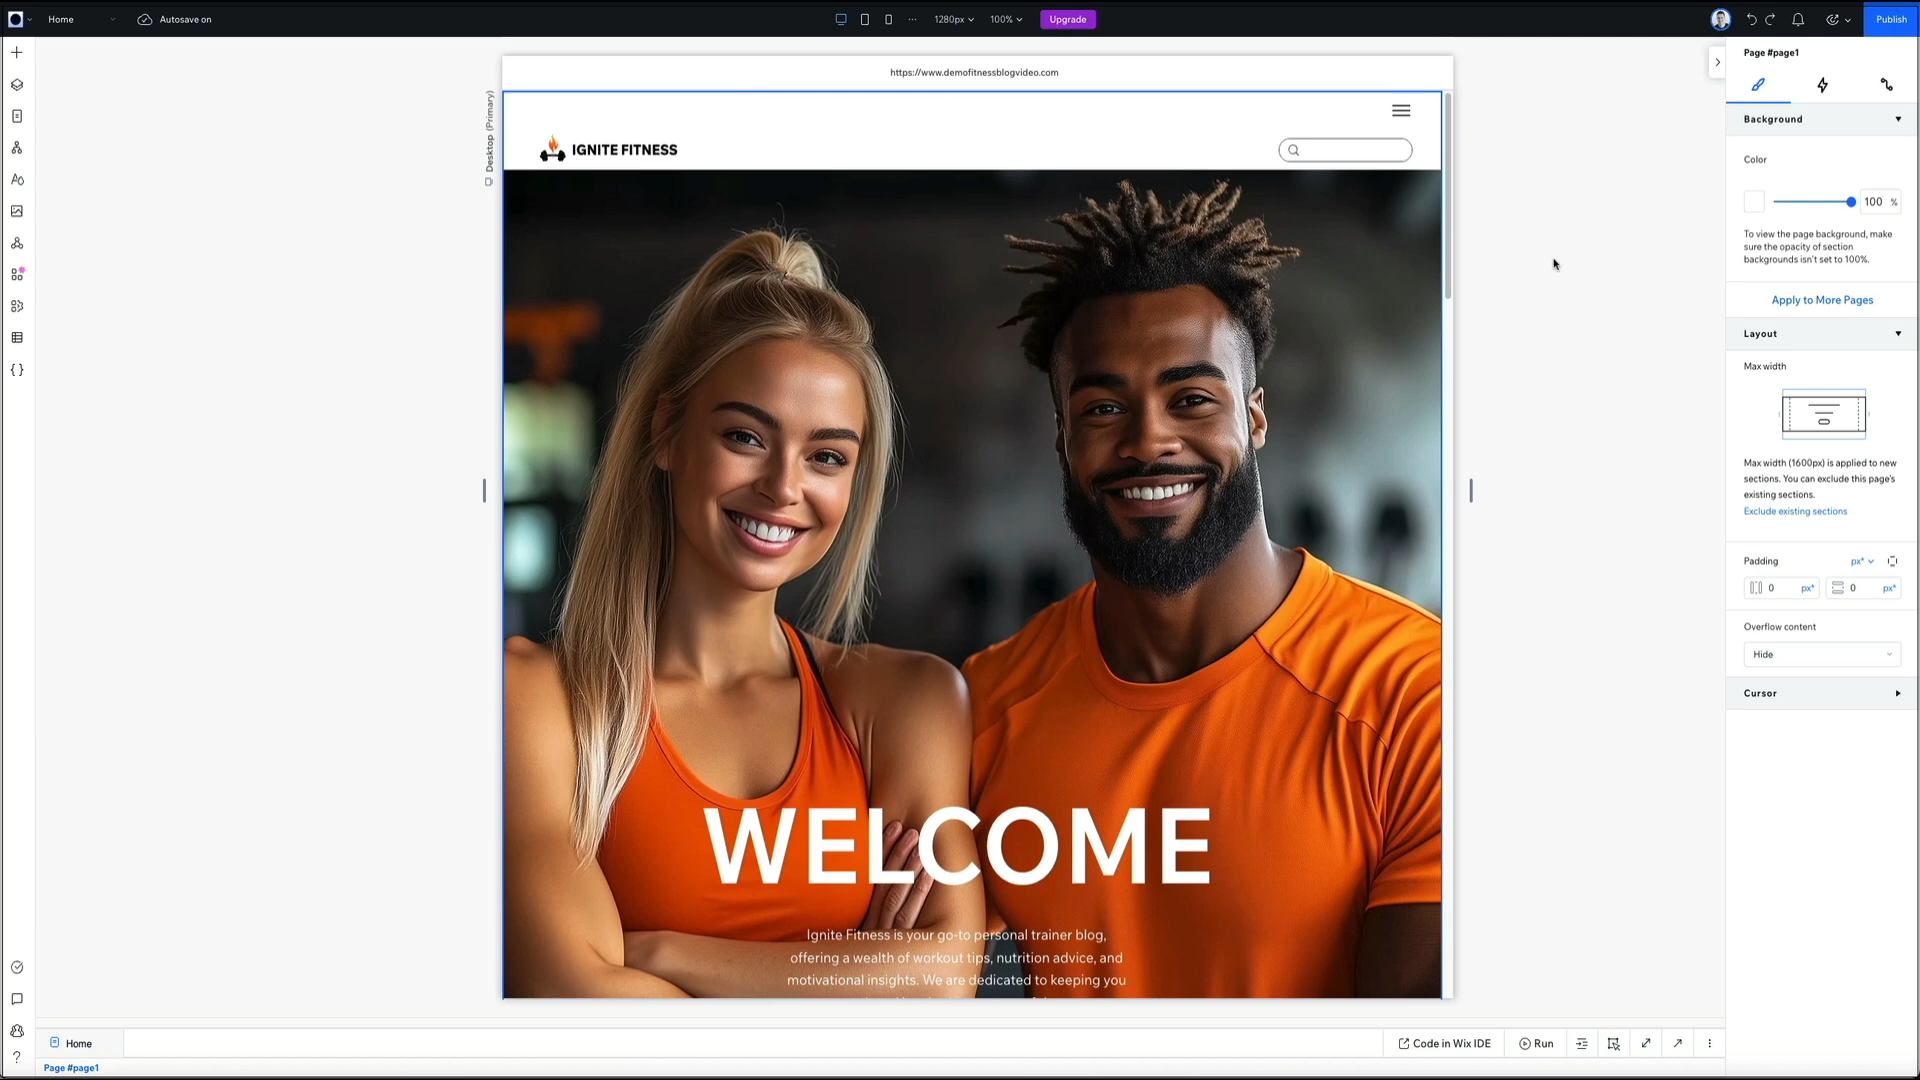 Home
Autosave on
1280px
100%
Upgrade
Publish
Page #page1
https://www.demofitnessblogvideo.com
Desktop (Primary)
IGNITE FITNESS
WELCOME
Ignite Fitness is your go-to personal trainer blog,
offering a wealth of workout tips, nutrition advice, and
motivational insights. We are dedicated to keeping you
Background
Color
100 %
To view the page background, make
sure the opacity of section
backgrounds isn't set to 100%.
Apply to More Pages
Layout
Max width
Max width (1600px) is applied to new
sections. You can exclude this page's
existing sections.
Exclude existing sections
Padding
px*
0 px*
0 px*
Overflow content
Hide
Cursor
Home
Code in Wix IDE
Run
Page #page1